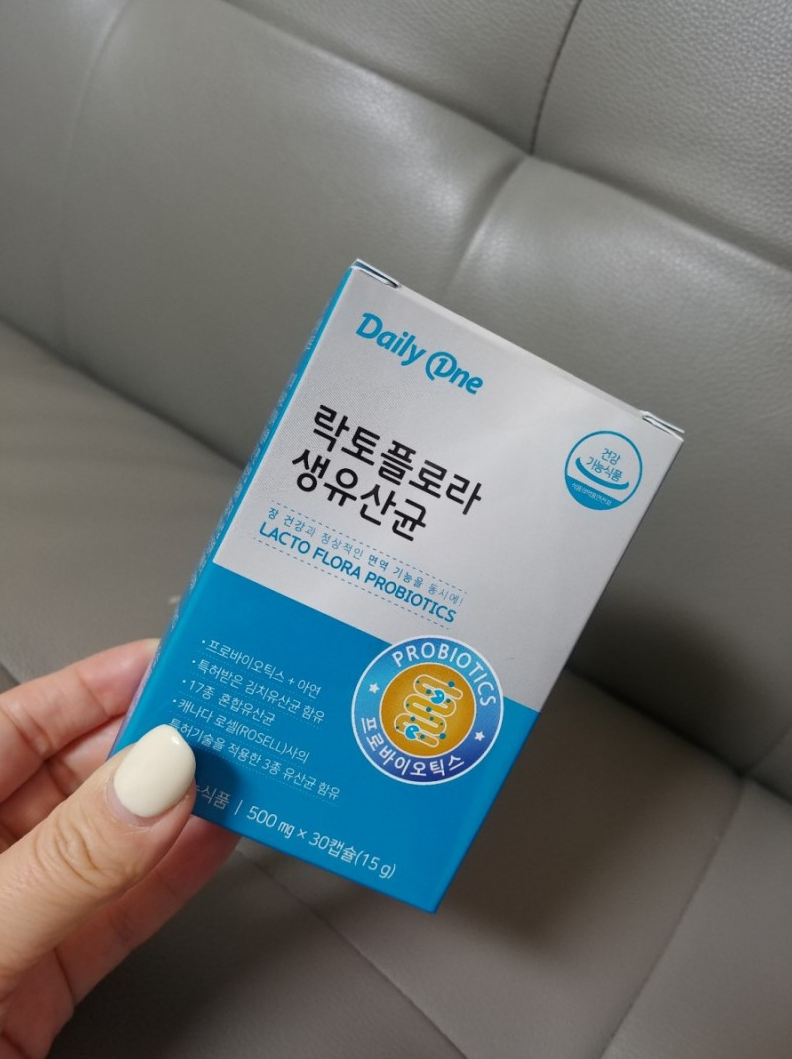 Daily One
락토플로라
생유산균
장 건강과 정상적인 면역 기능을 동시에!
LACTO FLORA PROBIOTICS
건강
기능식품
PROBIOTICS
프로바이오틱스
• 프로바이오틱스 + 아연
• 특허받은 김치유산균 함유
• 17종 혼합유산균
• 캐나다 로셀(ROSELL)사의
특허기술을 적용한 3종 유산균 함유
식품 | 500 mg × 30캡슐(15 g)